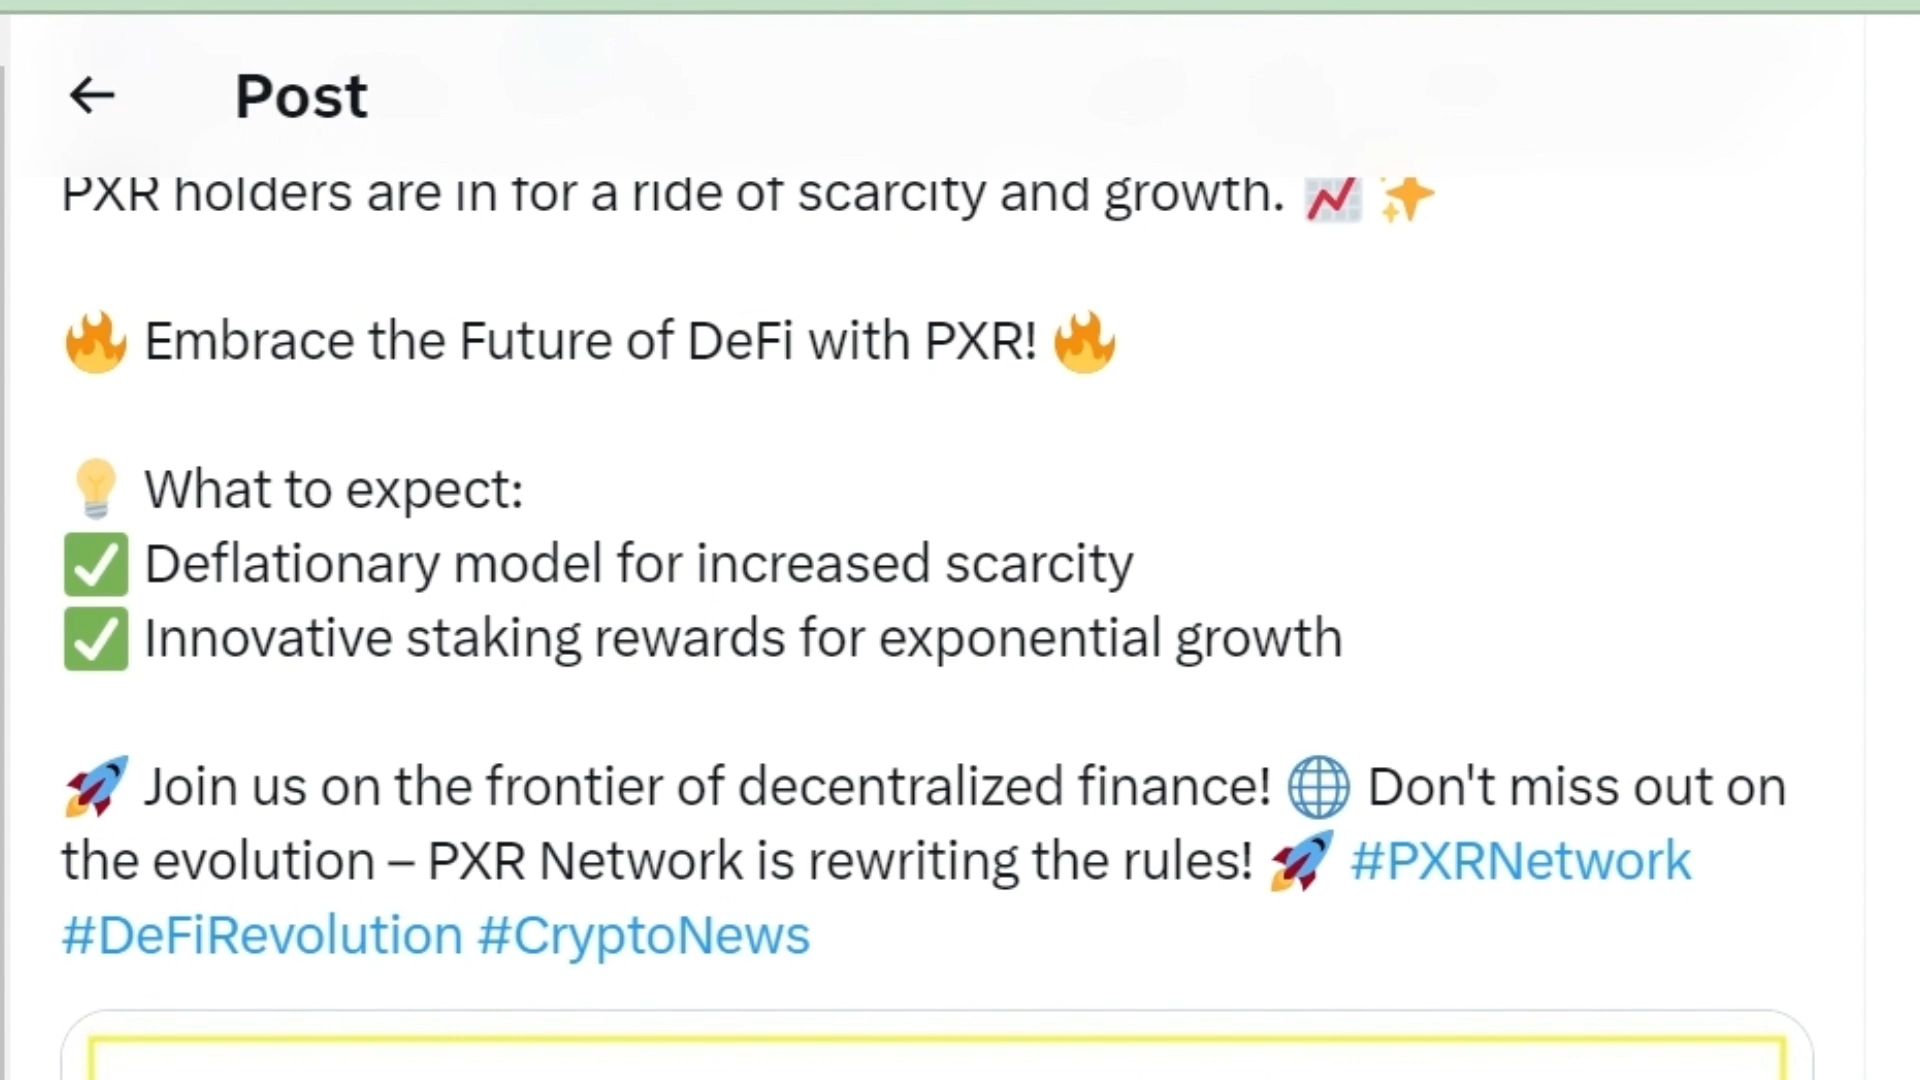 Post
PXR holders are in for a ride of scarcity and growth. 📈 ✨
🔥 Embrace the Future of DeFi with PXR! 🔥
💡 What to expect:
✅ Deflationary model for increased scarcity
✅ Innovative staking rewards for exponential growth
🚀 Join us on the frontier of decentralized finance! 🌐 Don't miss out on
the evolution – PXR Network is rewriting the rules! 🚀 #PXRNetwork
#DeFiRevolution #CryptoNews